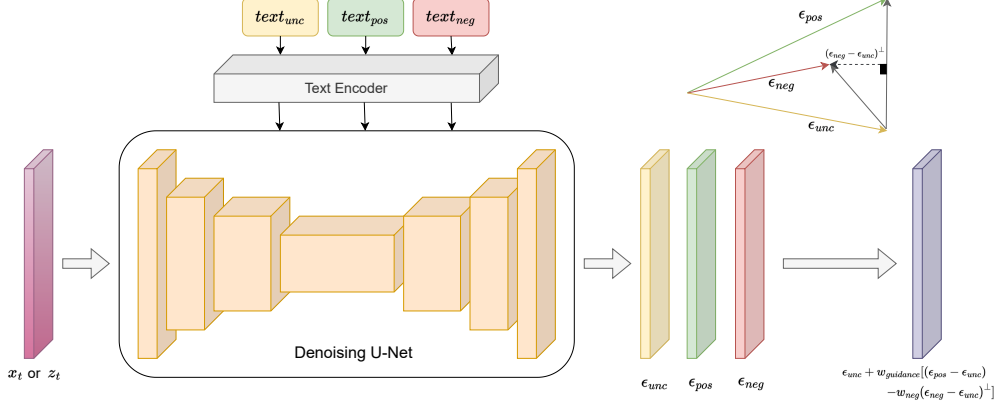 text_unc text_pos text_neg
Text Encoder
ϵ_pos
(ϵ_neg − ϵ_unc)^⊥
ϵ_neg
ϵ_unc
Denoising U-Net
x_t or z_t
ϵ_unc ϵ_pos ϵ_neg
ϵ_unc + w_guidance[(ϵ_pos − ϵ_unc)
−w_neg(ϵ_neg − ϵ_unc)^⊥]